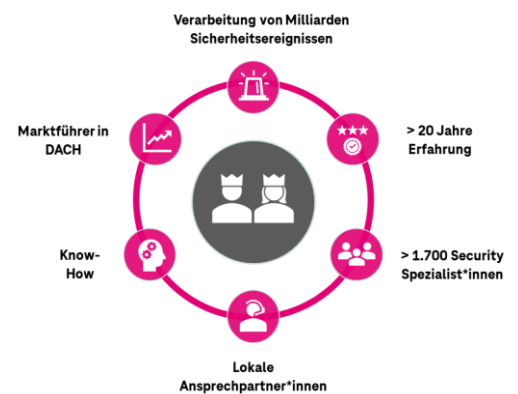 Verarbeitung von Milliarden
Sicherheitsereignissen
Marktführer in
DACH
> 20 Jahre
Erfahrung
Know-
How
> 1.700 Security
Spezialist*innen
Lokale
Ansprechpartner*innen